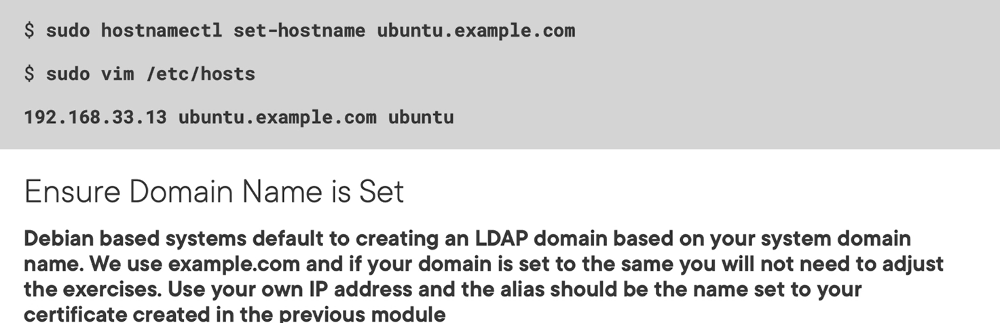 $ sudo hostnamectl set-hostname ubuntu.example.com
$ sudo vim /etc/hosts
192.168.33.13 ubuntu.example.com ubuntu
Ensure Domain Name is Set
Debian based systems default to creating an LDAP domain based on your system domain
name. We use example.com and if your domain is set to the same you will not need to adjust
the exercises. Use your own IP address and the alias should be the name set to your
certificate created in the previous module